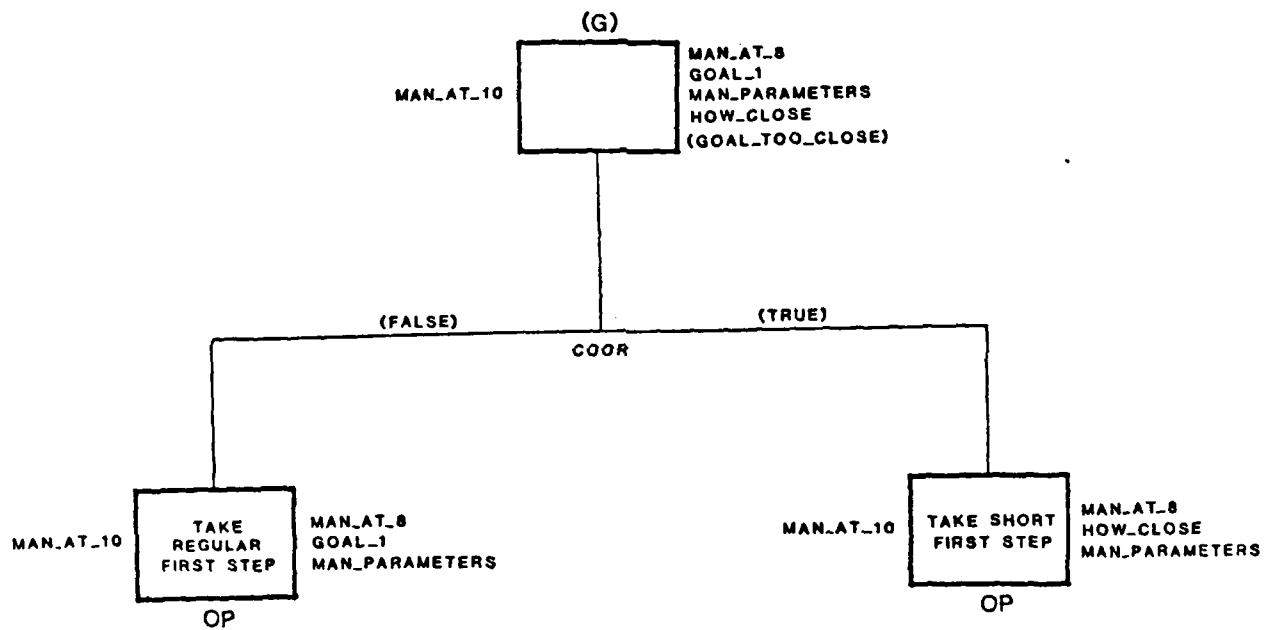 (G)
MAN_AT_10
MAN_AT_8
GOAL_1
MAN_PARAMETERS
HOW_CLOSE
(GOAL_TOO_CLOSE)
(FALSE)
(TRUE)
COOR
MAN_AT_10
TAKE
REGULAR
FIRST STEP
MAN_AT_8
GOAL_1
MAN_PARAMETERS
OP
MAN_AT_10
TAKE SHORT
FIRST STEP
MAN_AT_8
HOW_CLOSE
MAN_PARAMETERS
OP